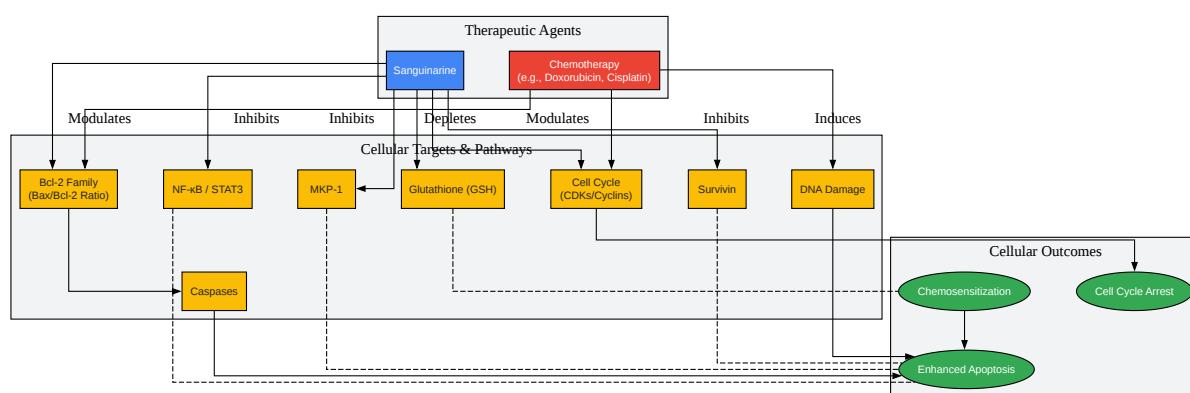 Therapeutic Agents
Sanguinarine
Chemotherapy
(e.g., Doxorubicin, Cisplatin)
Modulates
Inhibits
Inhibits
Depletes
Modulates
Inhibits
Induces
Cellular Targets & Pathways
Bcl-2 Family
(Bax/Bcl-2 Ratio)
NF-κB / STAT3
MKP-1
Glutathione (GSH)
Cell Cycle
(CDKs/Cyclins)
Survivin
DNA Damage
Cellular Outcomes
Caspases
Chemosensitization
Cell Cycle Arrest
Enhanced Apoptosis